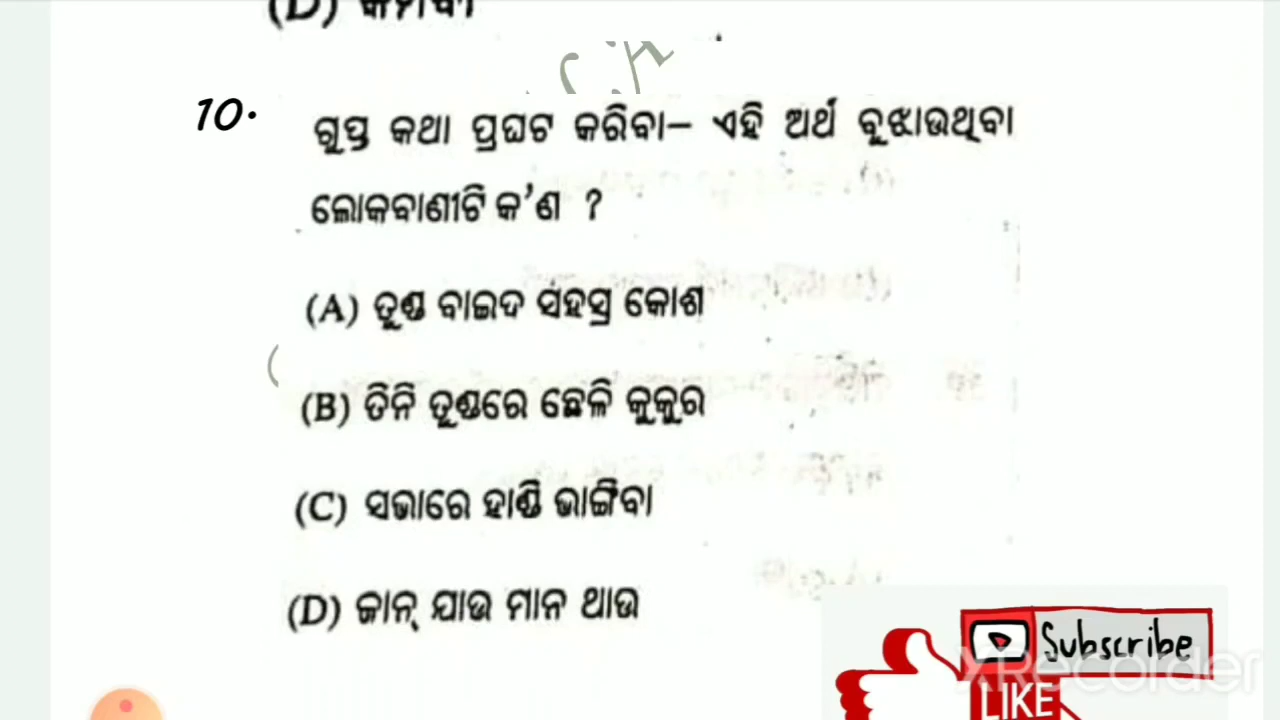 10.
ଗୁପ୍ତ କଥା ପ୍ରଘଟ କରିବା– ଏହି ଅର୍ଥ ବୁଝାଉଥିବା
ଲୋକବାଣୀଟି କ'ଣ ?
(A) ତୁଣ୍ଡ ବାଇଦ ସହସ୍ର କୋଶ
(B) ତିନି ତୁଣ୍ଡରେ ଛେଳି କୁକୁର
(C) ସଭାରେ ହାଣ୍ଡି ଭାଙ୍ଗିବା
(D) ଜାନ୍ ଯାଉ ମାନ ଥାଉ
Subscribe
XRecorder
LIKE